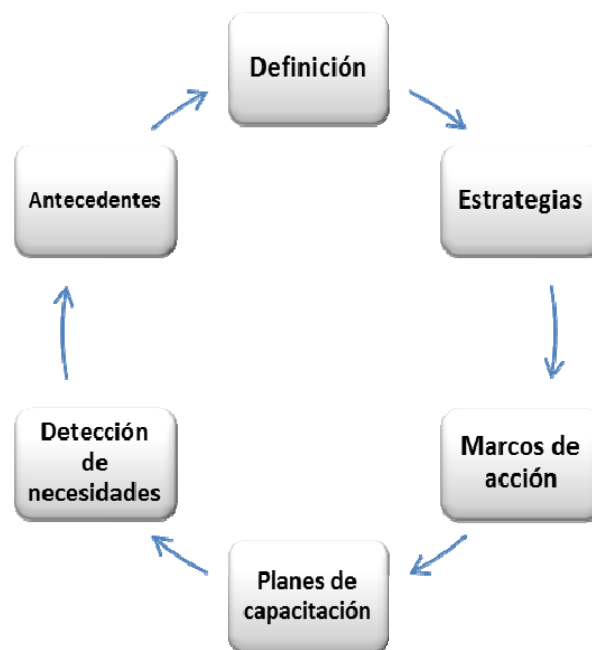 Definición
Estrategias
Marcos de
acción
Planes de
capacitación
Detección
de
necesidades
Antecedentes